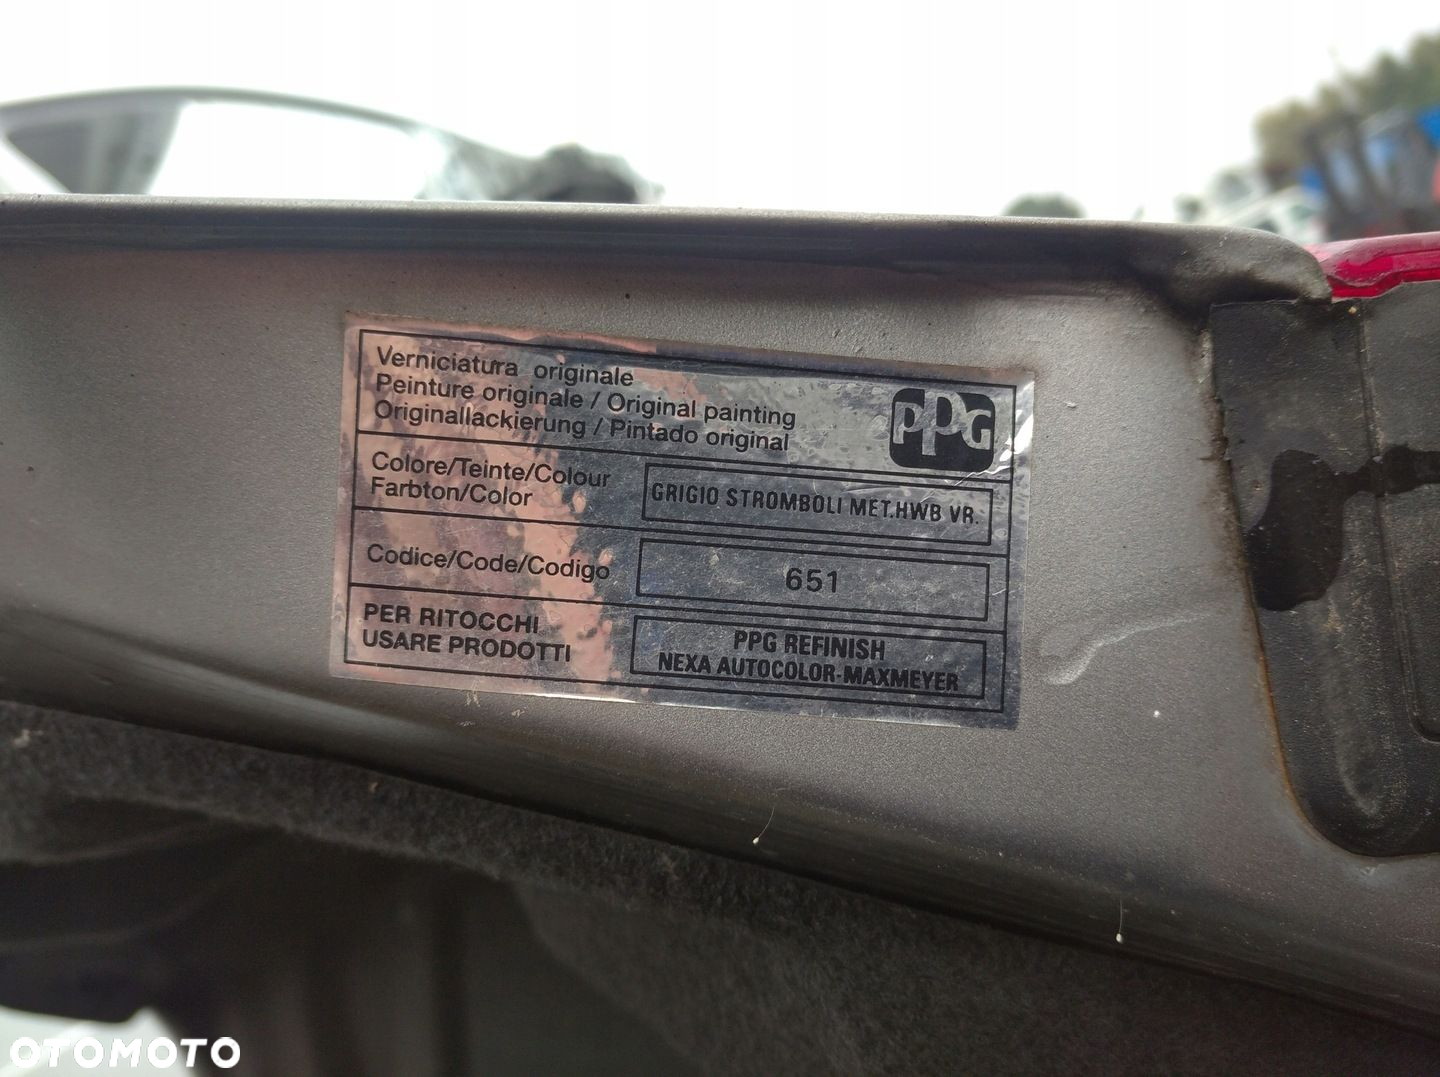 Verniciatura originale
Peinture originale / Original painting
Originallackierung / Pintado original
PPG
Colore/Teinte/Colour
Farbton/Color
GRIGIO STROMBOLI MET.HWB VR.
Codice/Code/Codigo
651
PER RITOCCHI
USARE PRODOTTI
PPG REFINISH
NEXA AUTOCOLOR-MAXMEYER
OTOMOTO